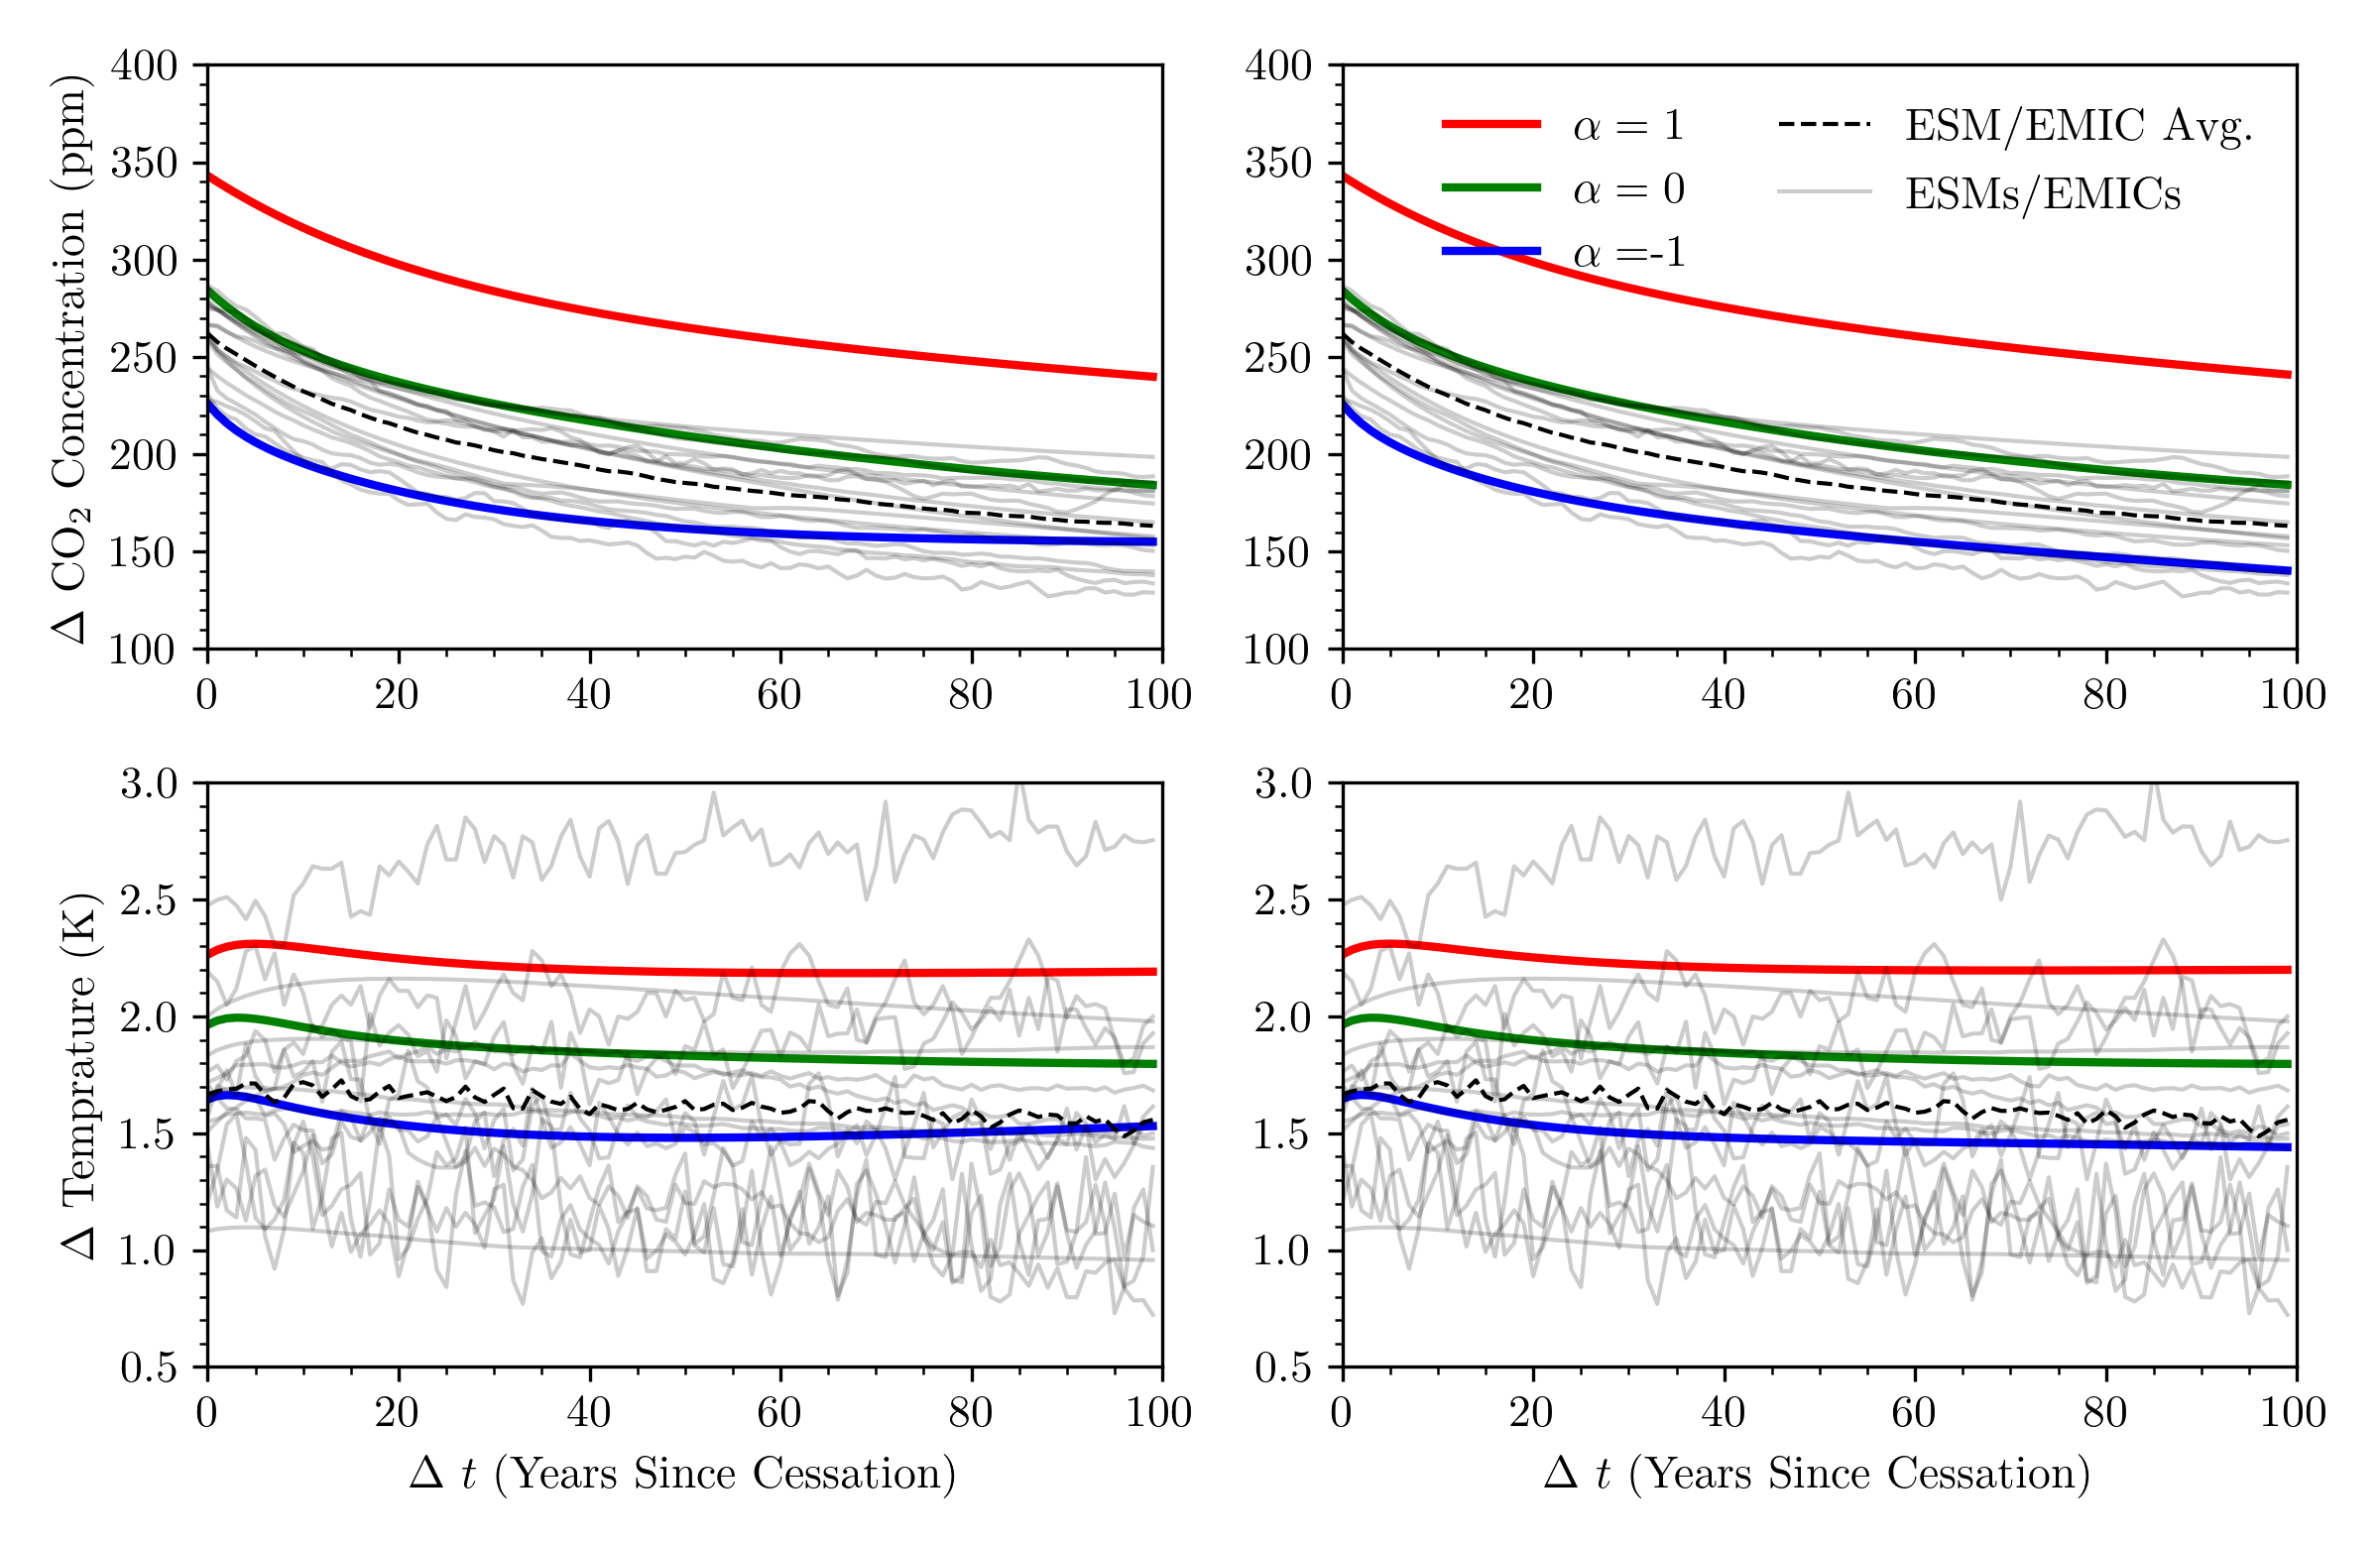 Δ CO₂ Concentration (ppm)
400
350
300
250
200
150
100
0 20 40 60 80 100
400
350
300
250
200
150
100
0 20 40 60 80 100
α = 1
α = 0
α =-1
ESM/EMIC Avg.
ESMs/EMICs
Δ Temprature (K)
3.0
2.5
2.0
1.5
1.0
0.5
0 20 40 60 80 100
Δ t (Years Since Cessation)
3.0
2.5
2.0
1.5
1.0
0.5
0 20 40 60 80 100
Δ t (Years Since Cessation)